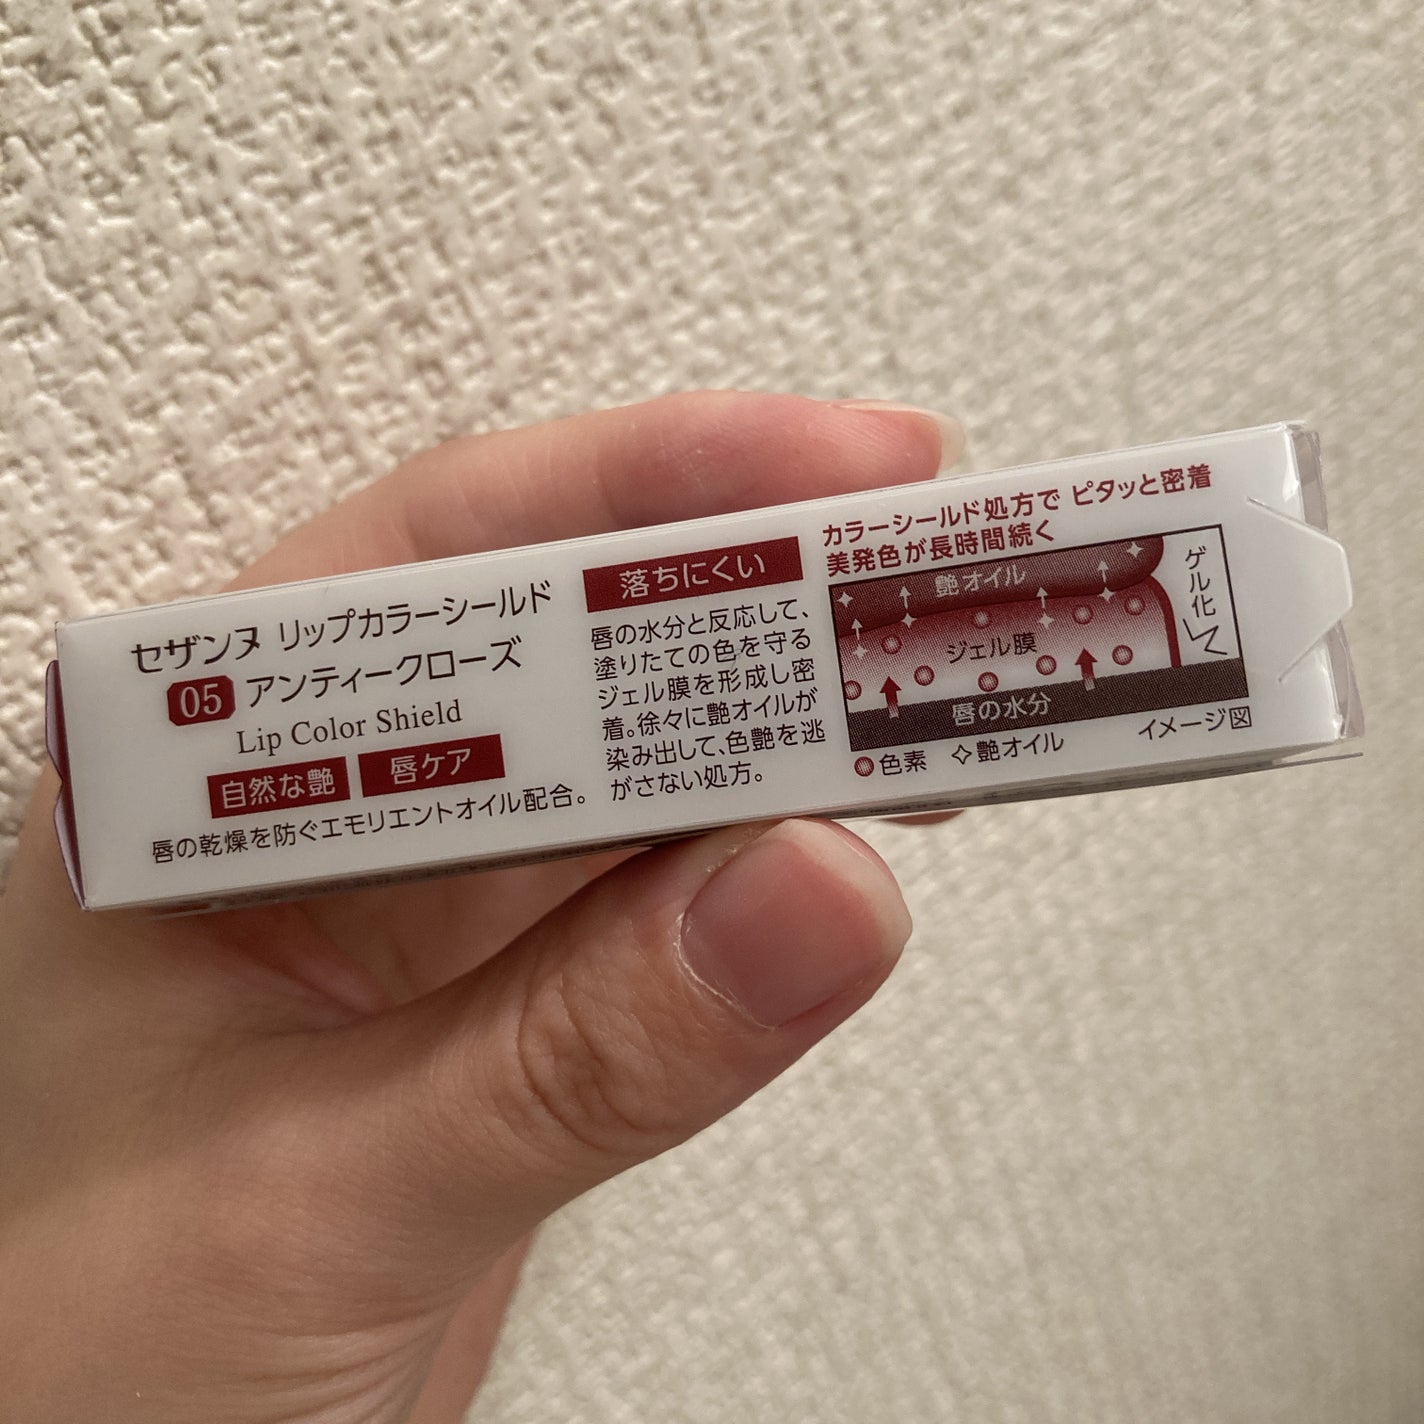 セザンヌ リップカラーシールド
05 アンティークローズ
Lip Color Shield
自然な艶 唇ケア
唇の乾燥を防ぐエモリエントオイル配合。
落ちにくい
唇の水分と反応して、
塗りたての色を守る
ジェル膜を形成し密
着。徐々に艶オイルが
染み出して、色艶を逃
がさない処方。
カラーシールド処方で ピタッと密着
美発色が長時間続く
艶オイル
ジェル膜
唇の水分
ゲル化
色素 艶オイル
イメージ図